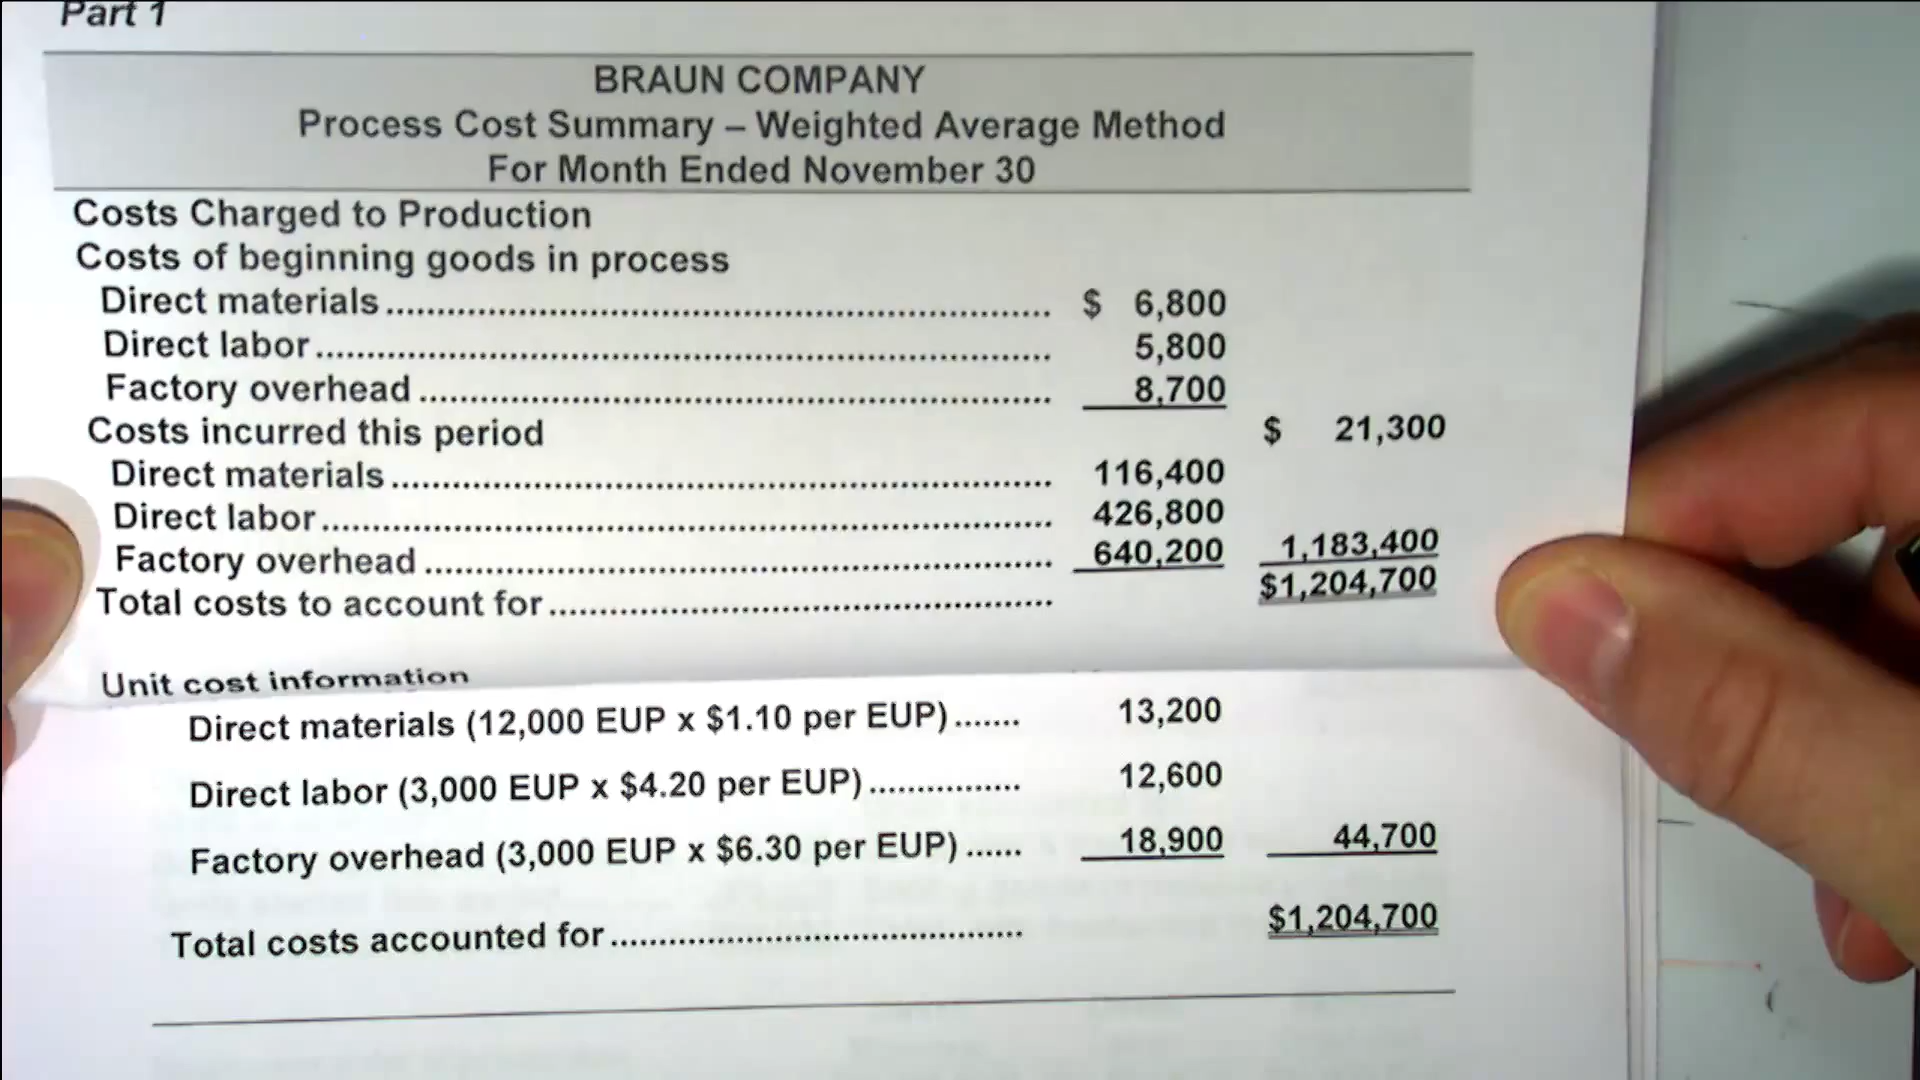 Part 1
BRAUN COMPANY
Process Cost Summary – Weighted Average Method
For Month Ended November 30
Costs Charged to Production
Costs of beginning goods in process
Direct materials ........ $ 6,800
Direct labor ........ 5,800
Factory overhead ........ 8,700
$ 21,300
Costs incurred this period
Direct materials ........ 116,400
Direct labor ........ 426,800
Factory overhead ........ 640,200 1,183,400
Total costs to account for ........ $1,204,700
Unit cost information
Direct materials (12,000 EUP x $1.10 per EUP) ....... 13,200
Direct labor (3,000 EUP x $4.20 per EUP) ................ 12,600
Factory overhead (3,000 EUP x $6.30 per EUP) ...... 18,900 44,700
Total costs accounted for ........ $1,204,700